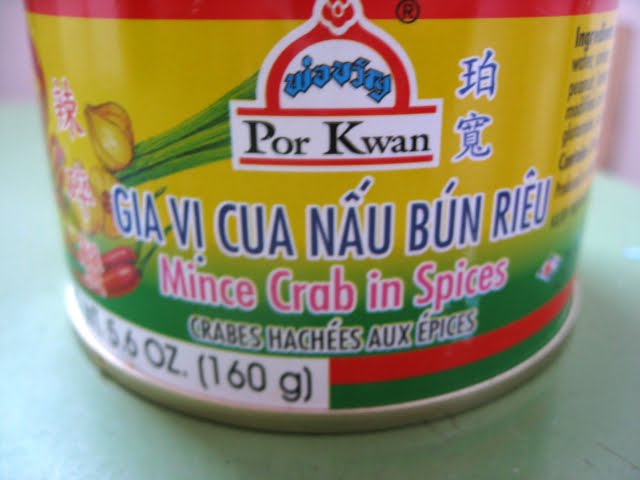 ®
พ่อขวัญ
Por Kwan
珀寬
辣
GIA VỊ CUA NẤU BÚN RIÊU
Mince Crab in Spices
CRABES HACHÉES AUX ÉPICES
5.6 OZ. (160 g)